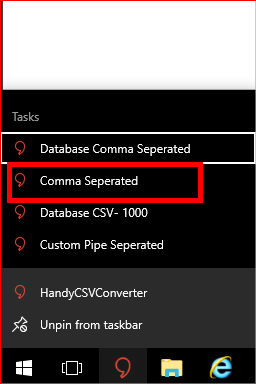 Tasks
Database Comma Seperated
Comma Seperated
Database CSV- 1000
Custom Pipe Seperated
HandyCSVConverter
Unpin from taskbar